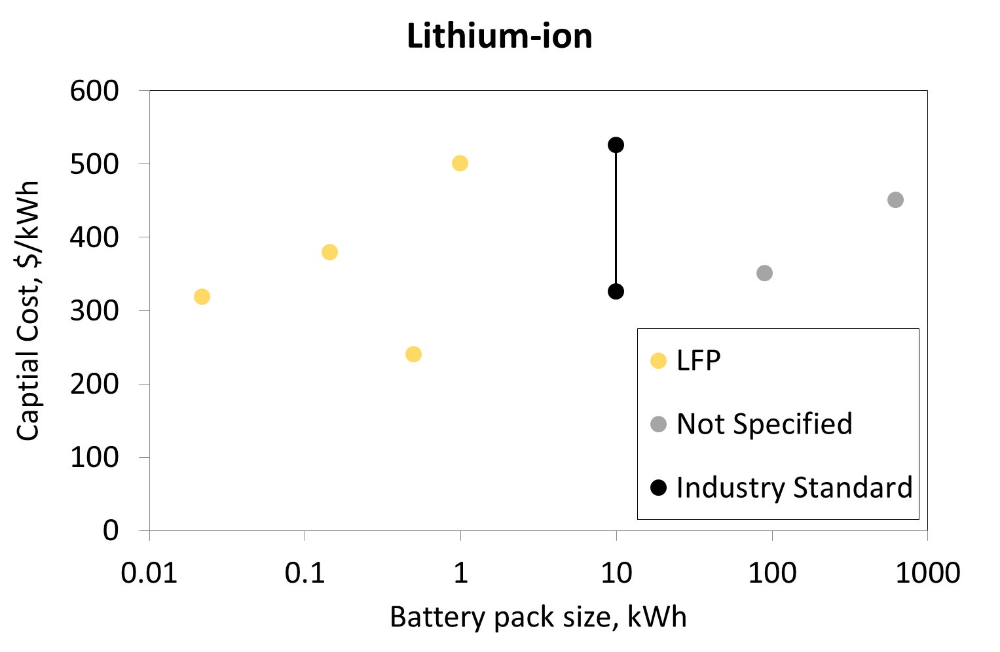 Lithium-ion
600
500
400
300
200
100
0
Captial Cost, $/kWh
0.01 0.1 1 10 100 1000
Battery pack size, kWh
LFP
Not Specified
Industry Standard